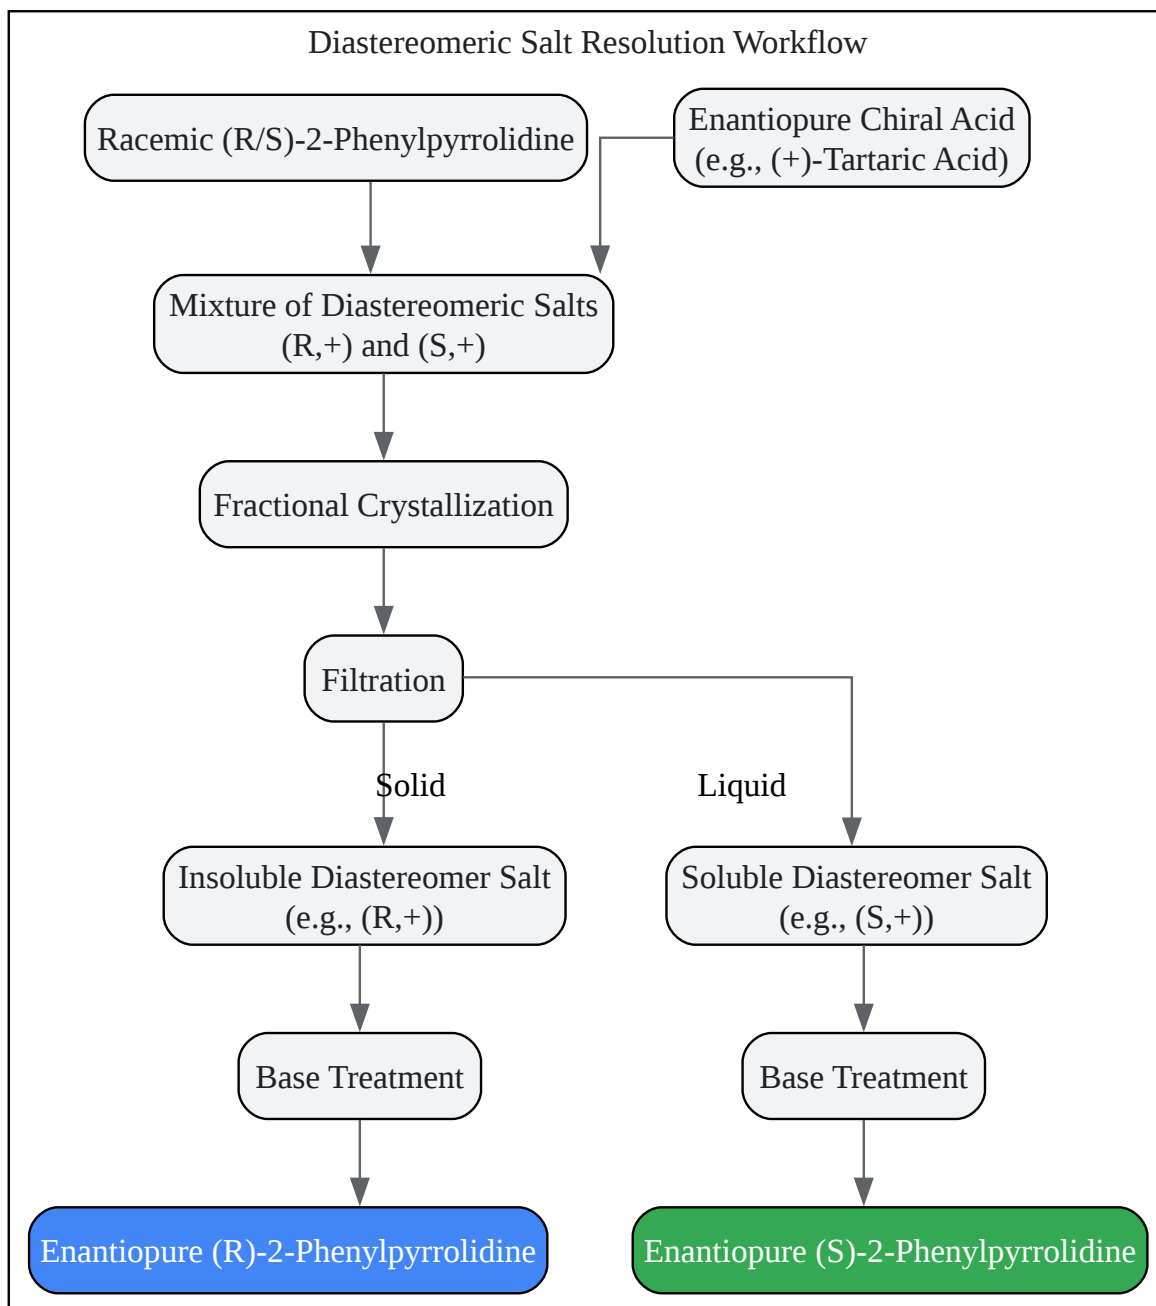 Diastereomeric Salt Resolution Workflow
Racemic (R/S)-2-Phenylpyrrolidine
Enantiopure Chiral Acid
(e.g., (+)-Tartaric Acid)
Mixture of Diastereomeric Salts
(R,+) and (S,+)
Fractional Crystallization
Filtration
Solid
Liquid
Insoluble Diastereomer Salt
(e.g., (R,+))
Soluble Diastereomer Salt
(e.g., (S,+))
Base Treatment
Base Treatment
Enantiopure (R)-2-Phenylpyrrolidine
Enantiopure (S)-2-Phenylpyrrolidine